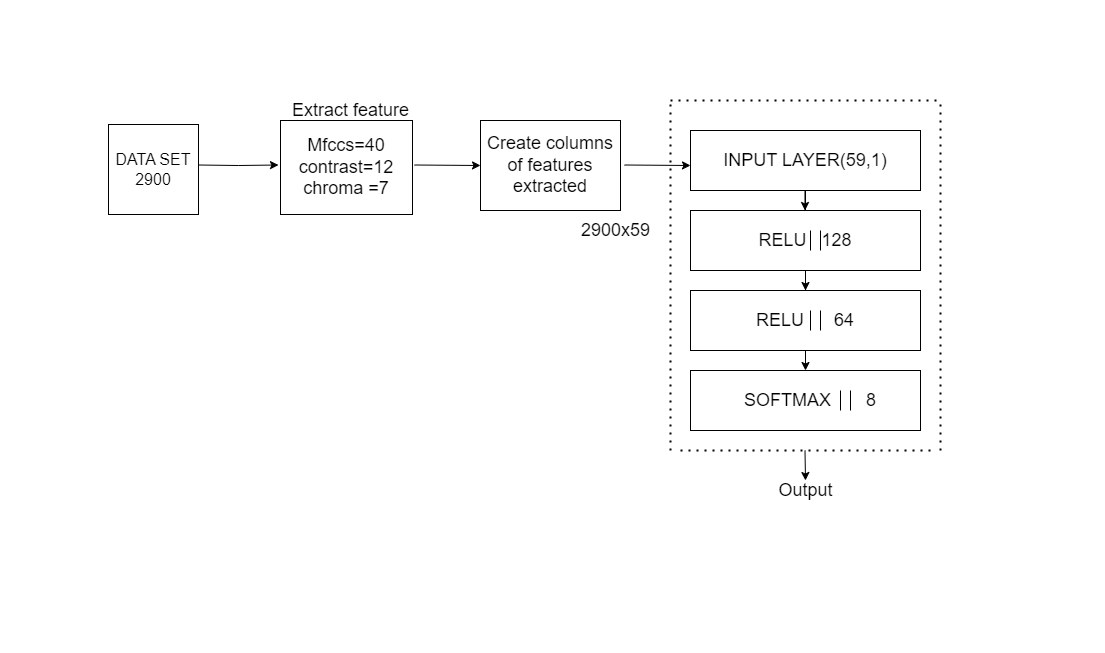 DATA SET
2900
Extract feature
Mfccs=40
contrast=12
chroma =7
Create columns
of features
extracted
2900x59
INPUT LAYER(59,1)
RELU||128
RELU|| 64
SOFTMAX || 8
Output